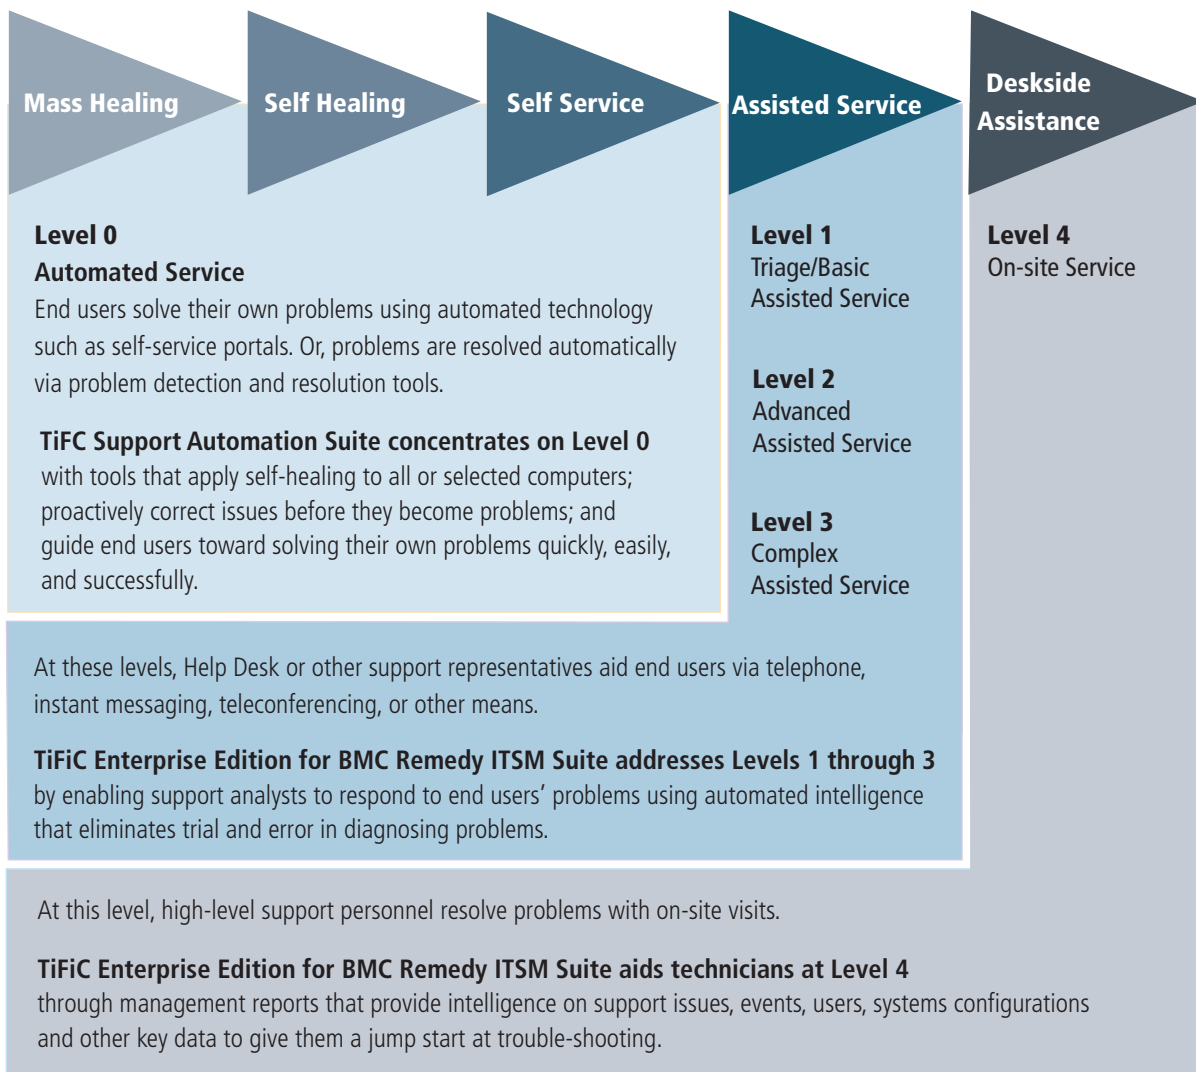 Mass Healing
Self Healing
Self Service
Assisted Service
Deskside
Assistance
Level 0
Automated Service
End users solve their own problems using automated technology
such as self-service portals. Or, problems are resolved automatically
via problem detection and resolution tools.
TiFC Support Automation Suite concentrates on Level 0
with tools that apply self-healing to all or selected computers;
proactively correct issues before they become problems; and
guide end users toward solving their own problems quickly, easily,
and successfully.
Level 1
Triage/Basic
Assisted Service
Level 2
Advanced
Assisted Service
Level 3
Complex
Assisted Service
Level 4
On-site Service
At these levels, Help Desk or other support representatives aid end users via telephone,
instant messaging, teleconferencing, or other means.
TiFiC Enterprise Edition for BMC Remedy ITSM Suite addresses Levels 1 through 3
by enabling support analysts to respond to end users’ problems using automated intelligence
that eliminates trial and error in diagnosing problems.
At this level, high-level support personnel resolve problems with on-site visits.
TiFiC Enterprise Edition for BMC Remedy ITSM Suite aids technicians at Level 4
through management reports that provide intelligence on support issues, events, users, systems configurations
and other key data to give them a jump start at trouble-shooting.